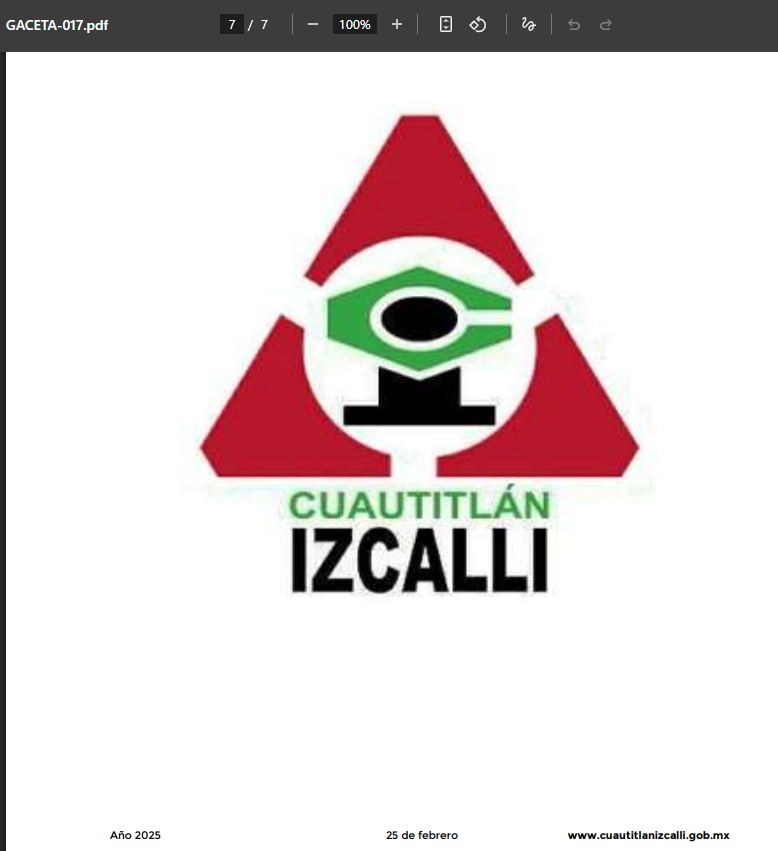 GACETA-017.pdf 7 / 7 100%
CUAUTITLÁN
IZCALLI
Año 2025 25 de febrero www.cuautitlanizcalli.gob.mx